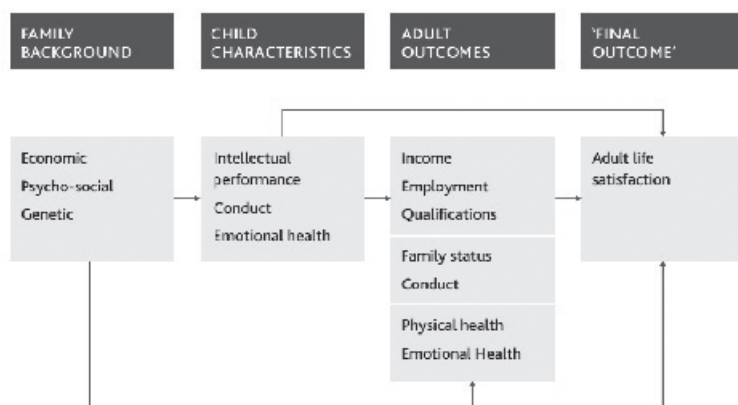 FAMILY
BACKGROUND
CHILD
CHARACTERISTICS
ADULT
OUTCOMES
‘FINAL
OUTCOME’
Economic
Psycho-social
Genetic
Intellectual
performance
Conduct
Emotional health
Income
Employment
Qualifications
Family status
Conduct
Physical health
Emotional Health
Adult life
satisfaction